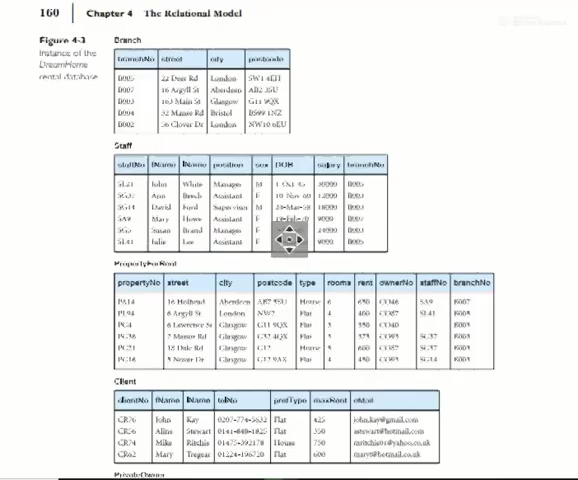 160 Chapter 4 The Relational Model
Figure 4-3
Instance of the
DreamHome
rental database
Branch
branchNo street city postcode
B005 22 Deer Rd London SW1 4EH
B007 16 Argyll St Aberdeen AB2 3SU
B003 163 Main St Glasgow G11 9QX
B004 32 Manse Rd Bristol BS99 1NZ
B002 56 Clover Dr London NW10 6EU
Staff
staffNo fName lName position sex DOB salary branchNo
SL21 John White Manager M 1-Oct-45 30000 B005
SG37 Ann Beech Assistant F 10-Nov-60 12000 B003
SG14 David Ford Supervisor M 24-Mar-58 18000 B003
SA9 Mary Howe Assistant F 9000 B007
SG5 Susan Brand Manager F 24000 B003
SL41 Julie Lee Assistant F 9000 B005
PropertyForRent
propertyNo street city postcode type rooms rent ownerNo staffNo branchNo
PA14 16 Holhead Aberdeen AB7 5SU House 6 650 CO46 SA9 B007
PL94 6 Argyll St London NW2 Flat 4 400 CO87 SL41 B005
PG4 6 Lawrence St Glasgow G11 9QX Flat 3 350 CO40 B003
PG36 2 Manor Rd Glasgow G32 4QX Flat 3 375 CO93 SG37 B003
PG21 18 Dale Rd Glasgow G12 House 5 600 CO87 SG37 B003
PG16 5 Novar Dr Glasgow G12 9AX Flat 4 450 CO93 SG14 B003
Client
clientNo fName lName telNo prefType maxRent eMail
CR76 John Kay 0207-774-5632 Flat 425 john.kay@gmail.com
CR56 Aline Stewart 0141-848-1825 Flat 350 astewart@hotmail.com
CR74 Mike Ritchie 01475-392178 House 750 mritchie01@yahoo.co.uk
CR62 Mary Tregear 01224-196720 Flat 600 maryt@hotmail.co.uk
PrivateOwner